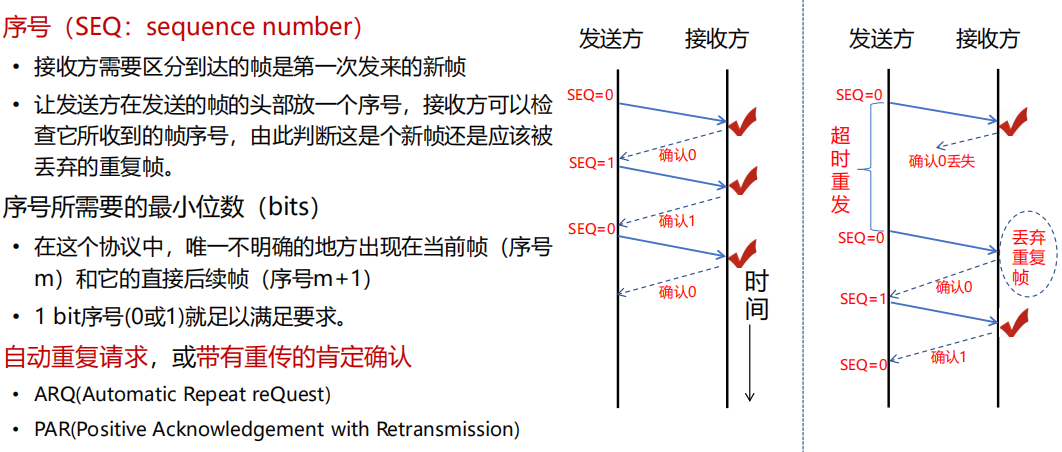 序号（SEQ：sequence number）
• 接收方需要区分到达的帧是第一次发来的新帧
• 让发送方在发送的帧的头部放一个序号，接收方可以检
查它所收到的帧序号，由此判断这是个新帧还是应该被
丢弃的重复帧。
序号所需要的最小位数（bits）
• 在这个协议中，唯一不明确的地方出现在当前帧（序号
m）和它的直接后续帧（序号m+1）
• 1 bit序号(0或1)就足以满足要求。
自动重复请求，或带有重传的肯定确认
• ARQ(Automatic Repeat reQuest)
• PAR(Positive Acknowledgement with Retransmission)
发送方
接收方
SEQ=0
确认0
SEQ=1
确认1
SEQ=0
确认0
时间
发送方
接收方
SEQ=0
超时重发
确认0丢失
SEQ=0
丢弃
重复
帧
确认0
SEQ=1
确认1
SEQ=0